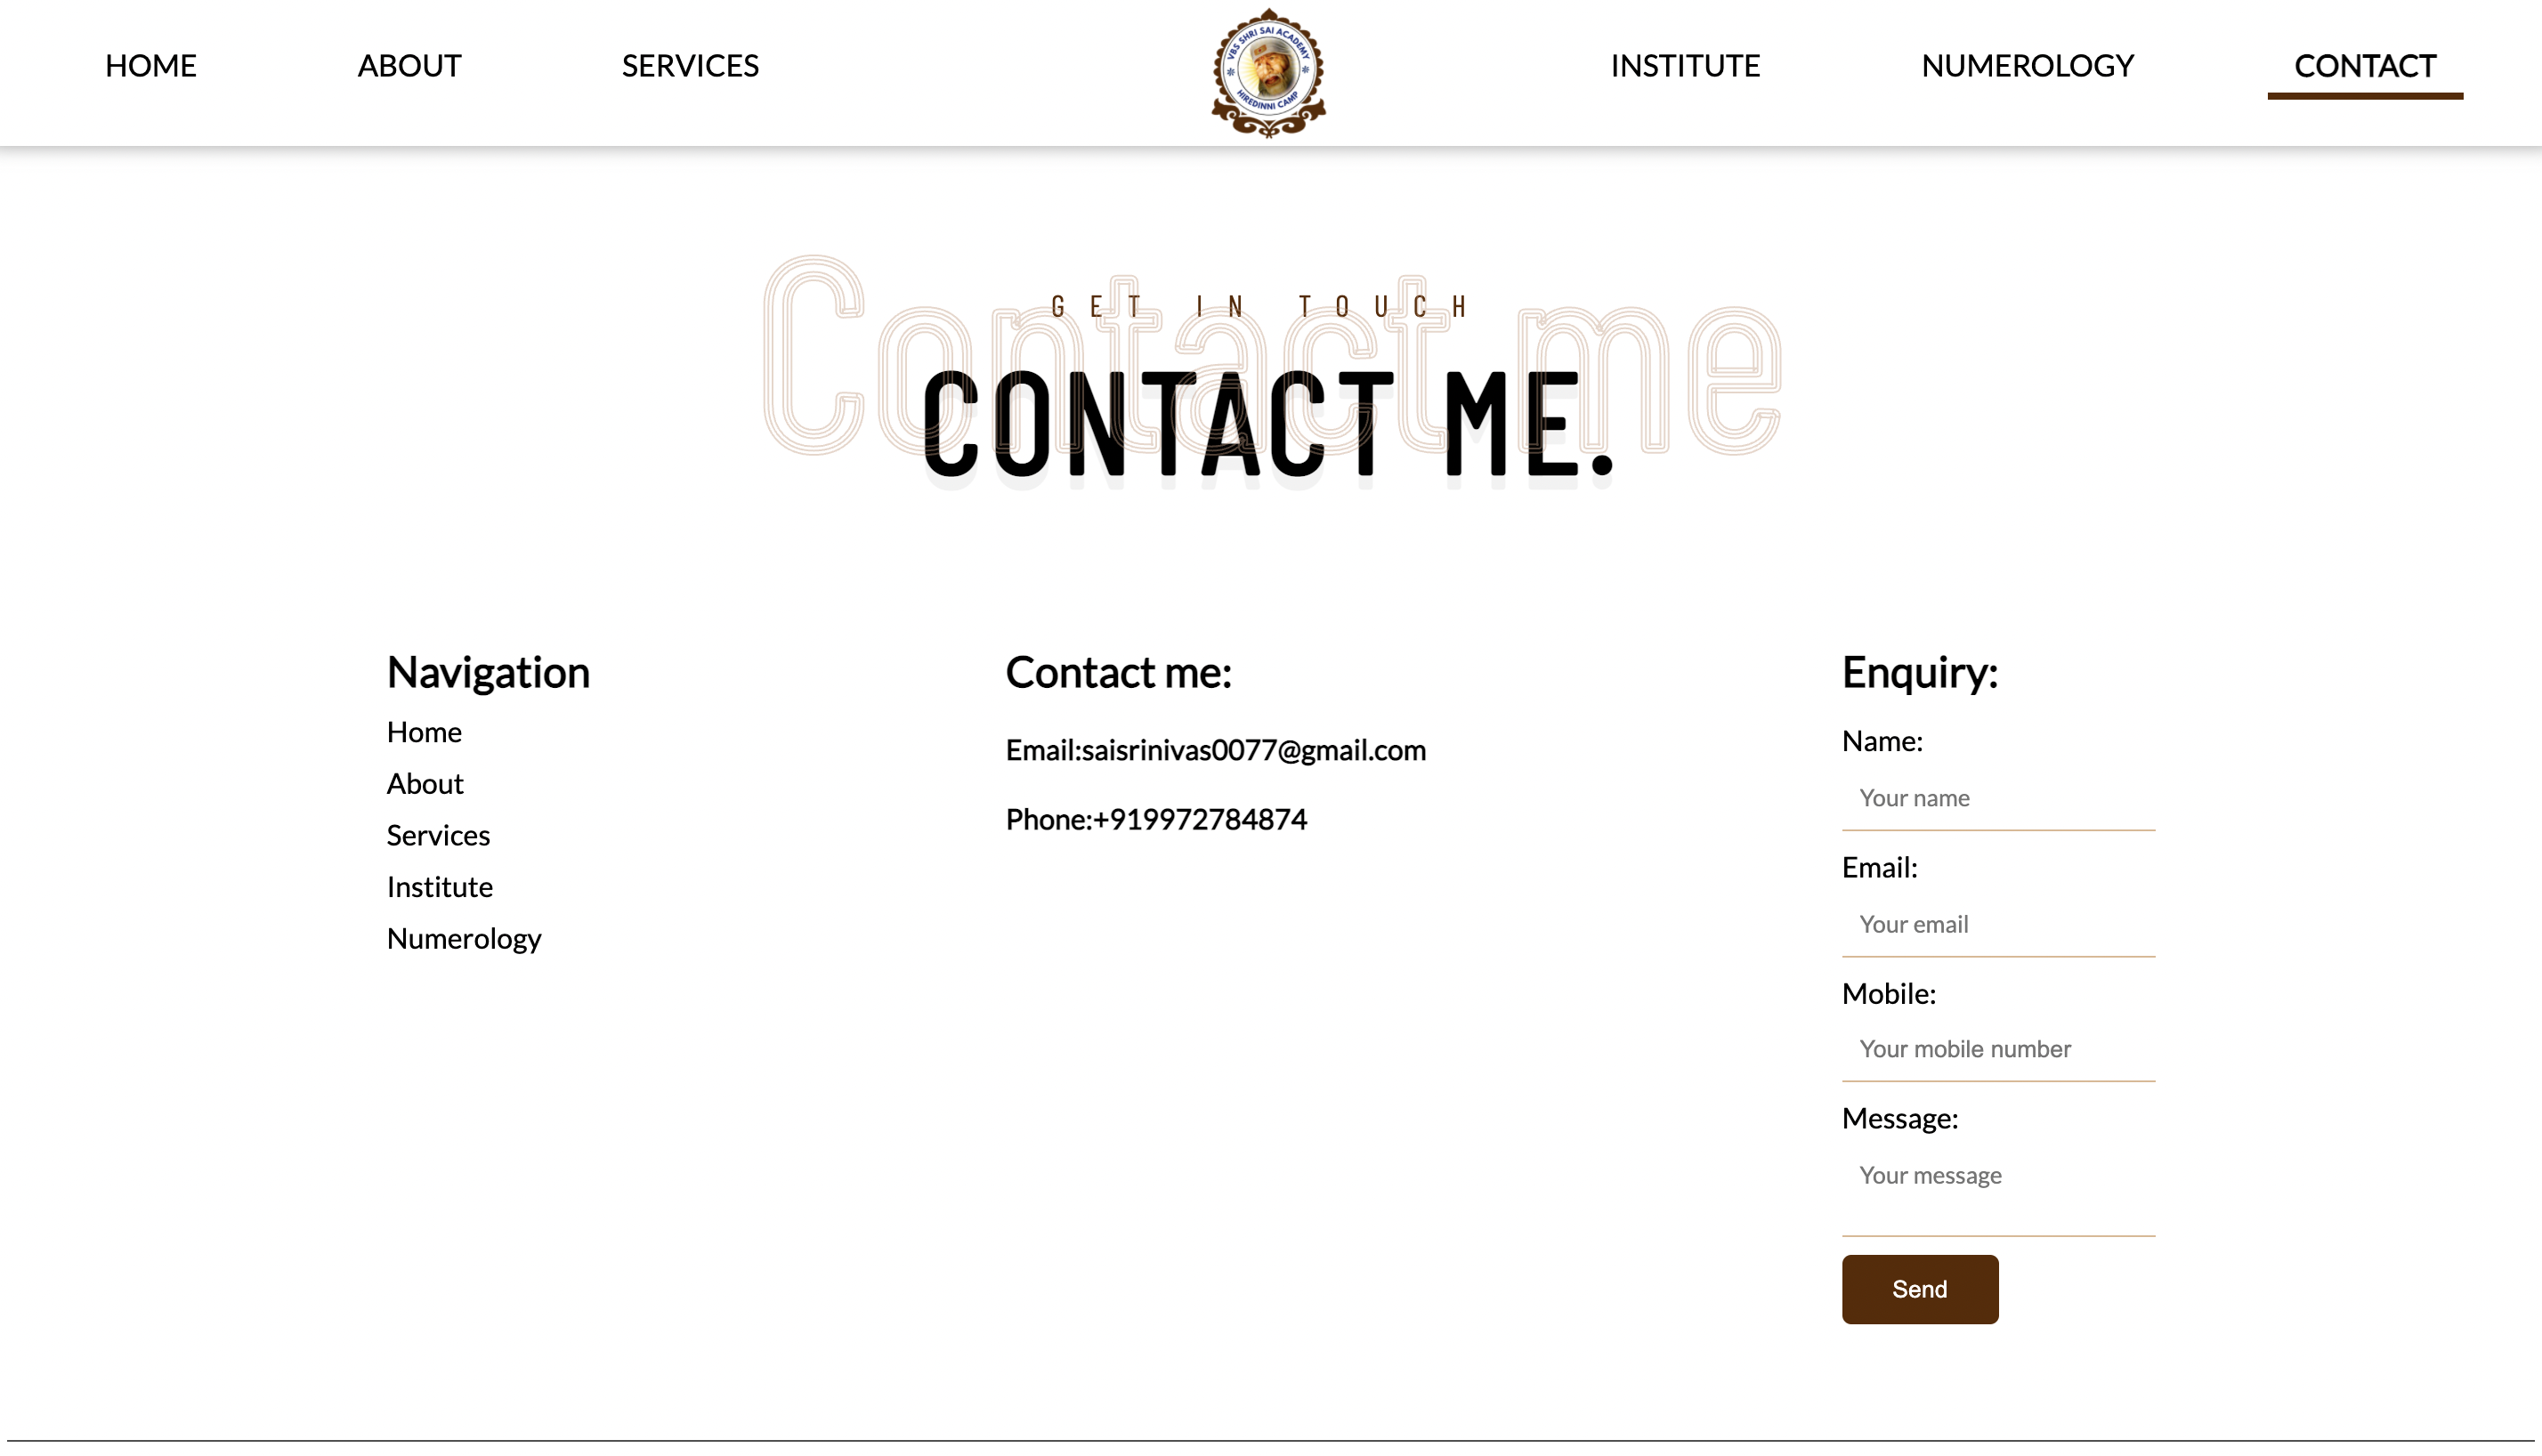 HOME ABOUT SERVICES
VBS SHRI SAI ACADEMY
HIREDINNI CAMP
INSTITUTE NUMEROLOGY CONTACT
Contact me
GET IN TOUCH
CONTACT ME.
Navigation
Home
About
Services
Institute
Numerology
Contact me:
Email:saisrinivas0077@gmail.com
Phone:+919972784874
Enquiry:
Name:
Your name
Email:
Your email
Mobile:
Your mobile number
Message:
Your message
Send